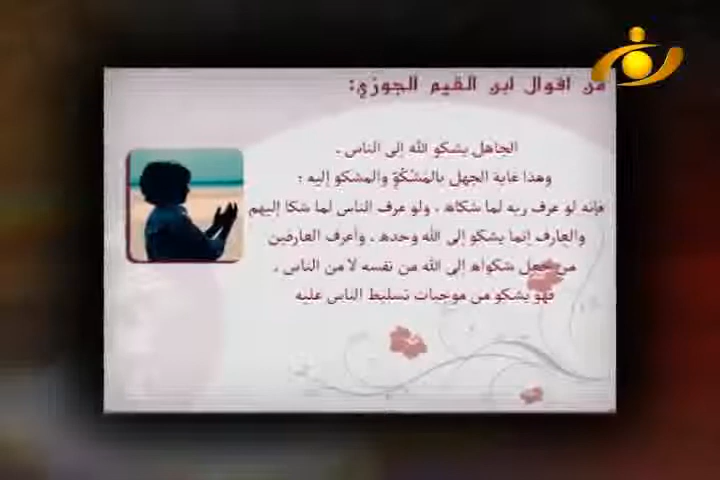 من اقوال ابن القيم الجوزي:
الجاهل يشكو الله إلى الناس ،
وهذا غاية الجهل بالمَشْكُوّ والمشكو إليه :
فإنه لو عرف ربه لما شكاه ، ولو عرف الناس لما شكا إليهم
والعارف إنما يشكو إلى الله وحده ، وأعرف العارفين
من جعل شكواه إلى الله من نفسه لا من الناس ،
فهو يشكو من موجبات تسليط الناس عليه